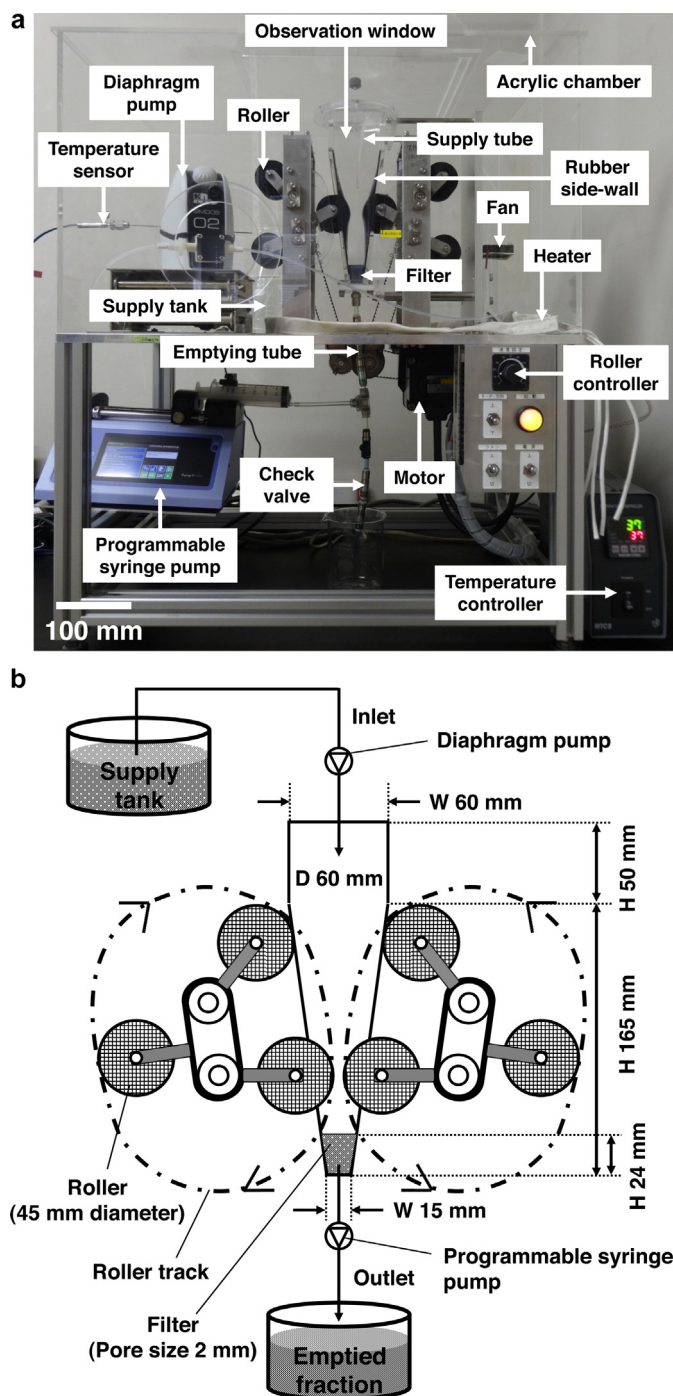 a
Observation window
Diaphragm
pump
Acrylic chamber
Roller
Supply tube
Temperature
sensor
Rubber
side-wall
Fan
02
Filter
Heater
Supply tank
Emptying tube
Roller
controller
Check
valve
Motor
37
37
Programmable
syringe pump
Temperature
controller
100 mm
b
Inlet
Diaphragm pump
Supply
tank
W 60 mm
D 60 mm
H 50 mm
H 165 mm
H 24 mm
Roller
(45 mm diameter)
W 15 mm
Roller track
Programmable syringe
pump
Outlet
Filter
(Pore size 2 mm)
Emptied
fraction